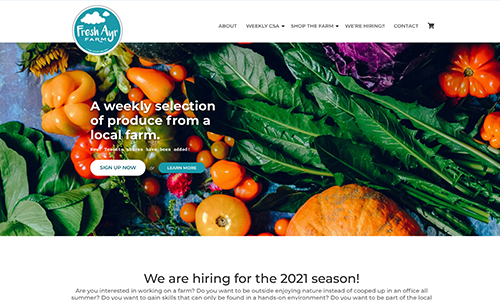 Fresh Ayr
FARM
ABOUT WEEKLY CSA SHOP THE FARM WE'RE HIRING!! CONTACT
A weekly selection
of produce from a
local farm.
New Toronto shares have been added!
SIGN UP NOW or LEARN MORE
We are hiring for the 2021 season!
Are you interested in working on a farm? Do you want to be outside enjoying nature instead of cooped up in an office all
summer? Do you want to gain skills that can only be found in a hands-on environment? Do you want to be part of the local